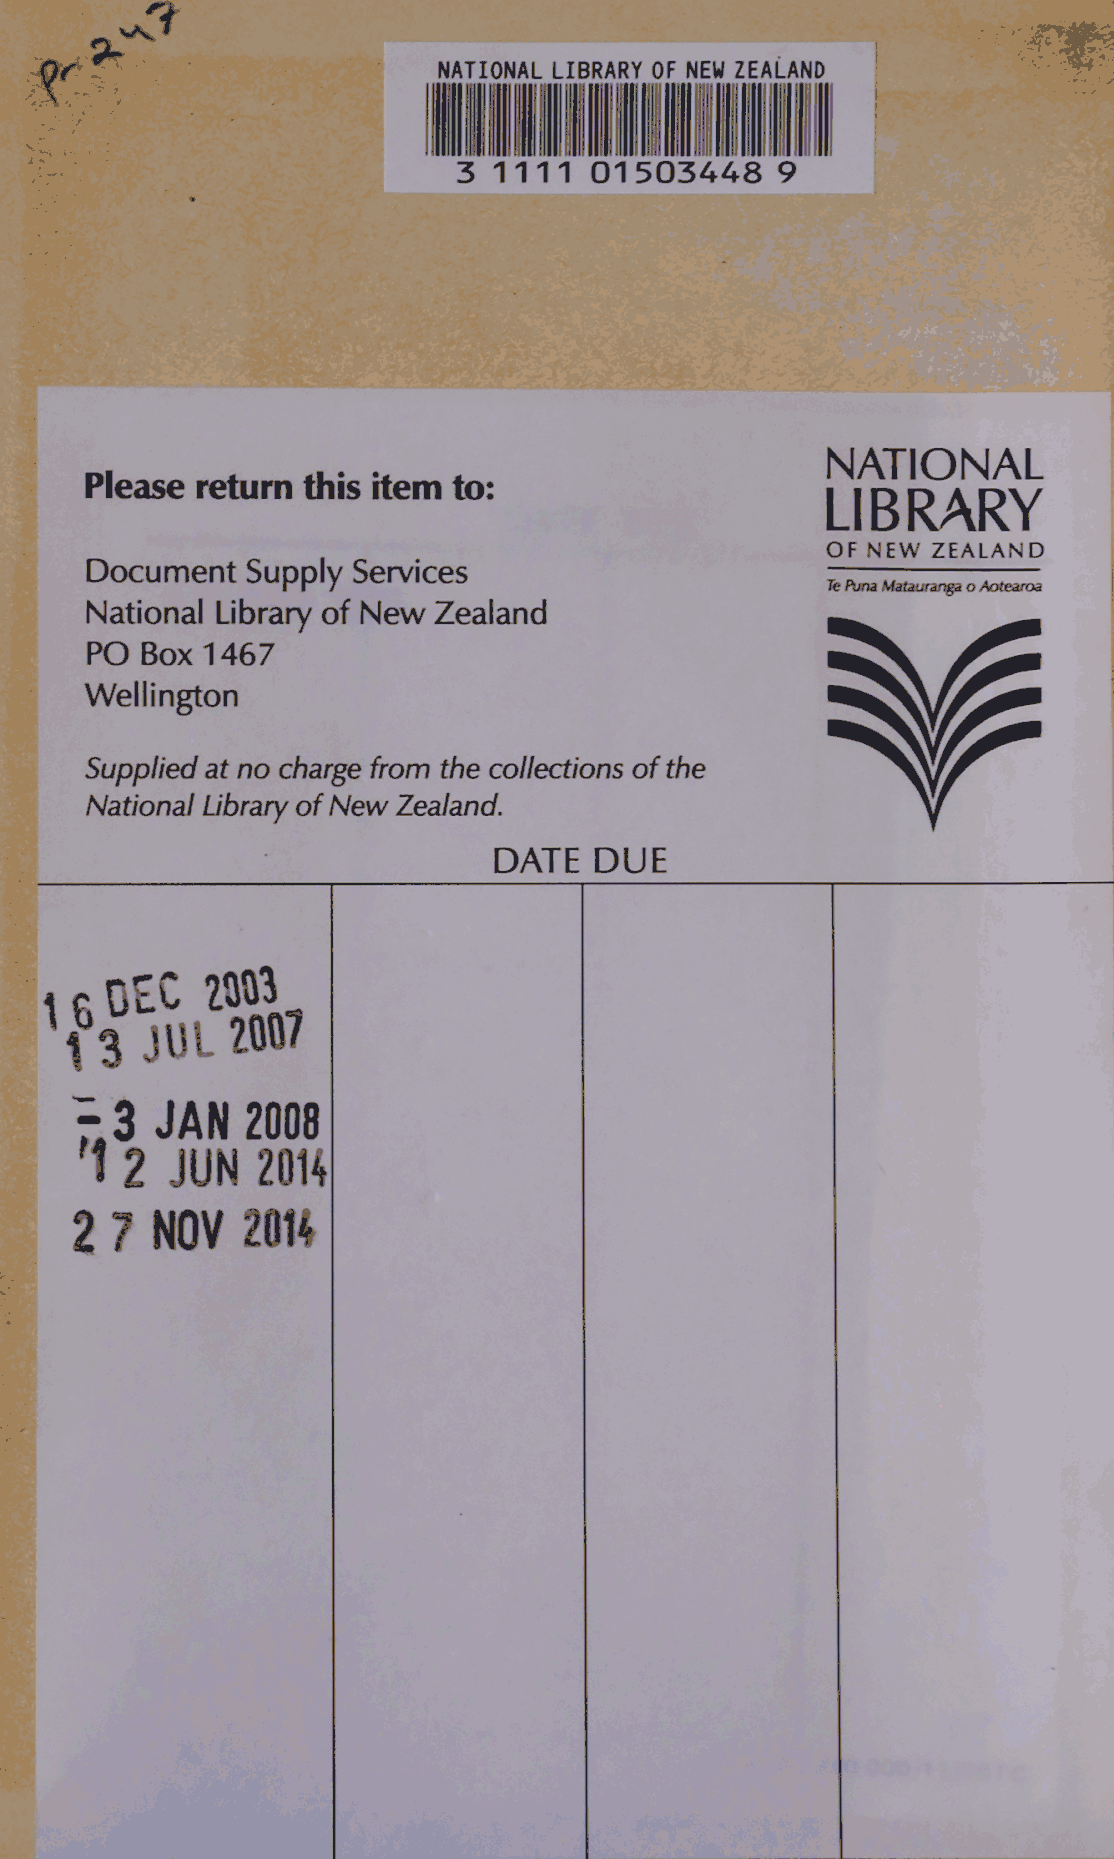 pr 247
NATIONAL LIBRARY OF NEW ZEALAND
3 1111 01503448 9
Please return this item to:
Document Supply Services
National Library of New Zealand
PO Box 1467
Wellington
Supplied at no charge from the collections of the
National Library of New Zealand.
NATIONAL
LIBRARY
OF NEW ZEALAND
Te Puna Matauranga o Aotearoa
DATE DUE
16 DEC 2003
13 JUL 2007
-3 JAN 2008
12 JUN 2014
27 NOV 2014